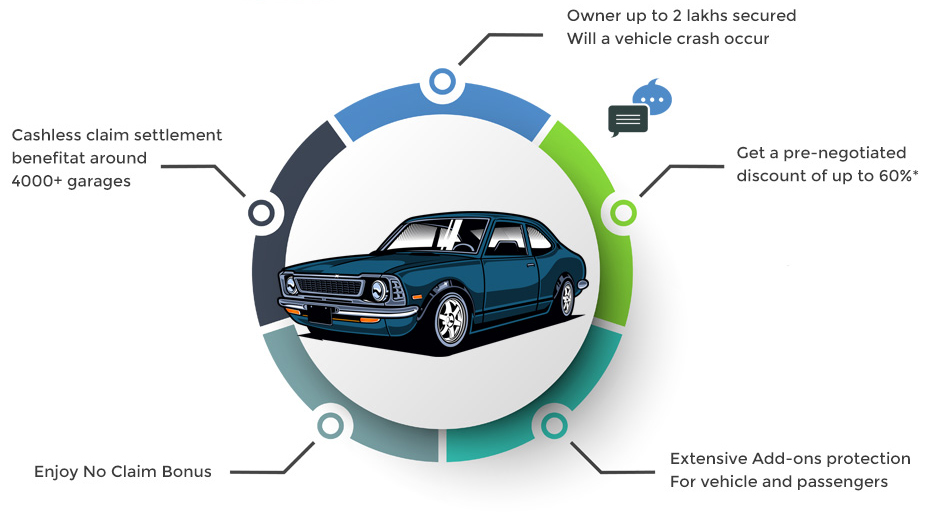 Owner up to 2 lakhs secured
Will a vehicle crash occur
Cashless claim settlement
benefitat around
4000+ garages
Get a pre-negotiated
discount of up to 60%*
Enjoy No Claim Bonus
Extensive Add-ons protection
For vehicle and passengers